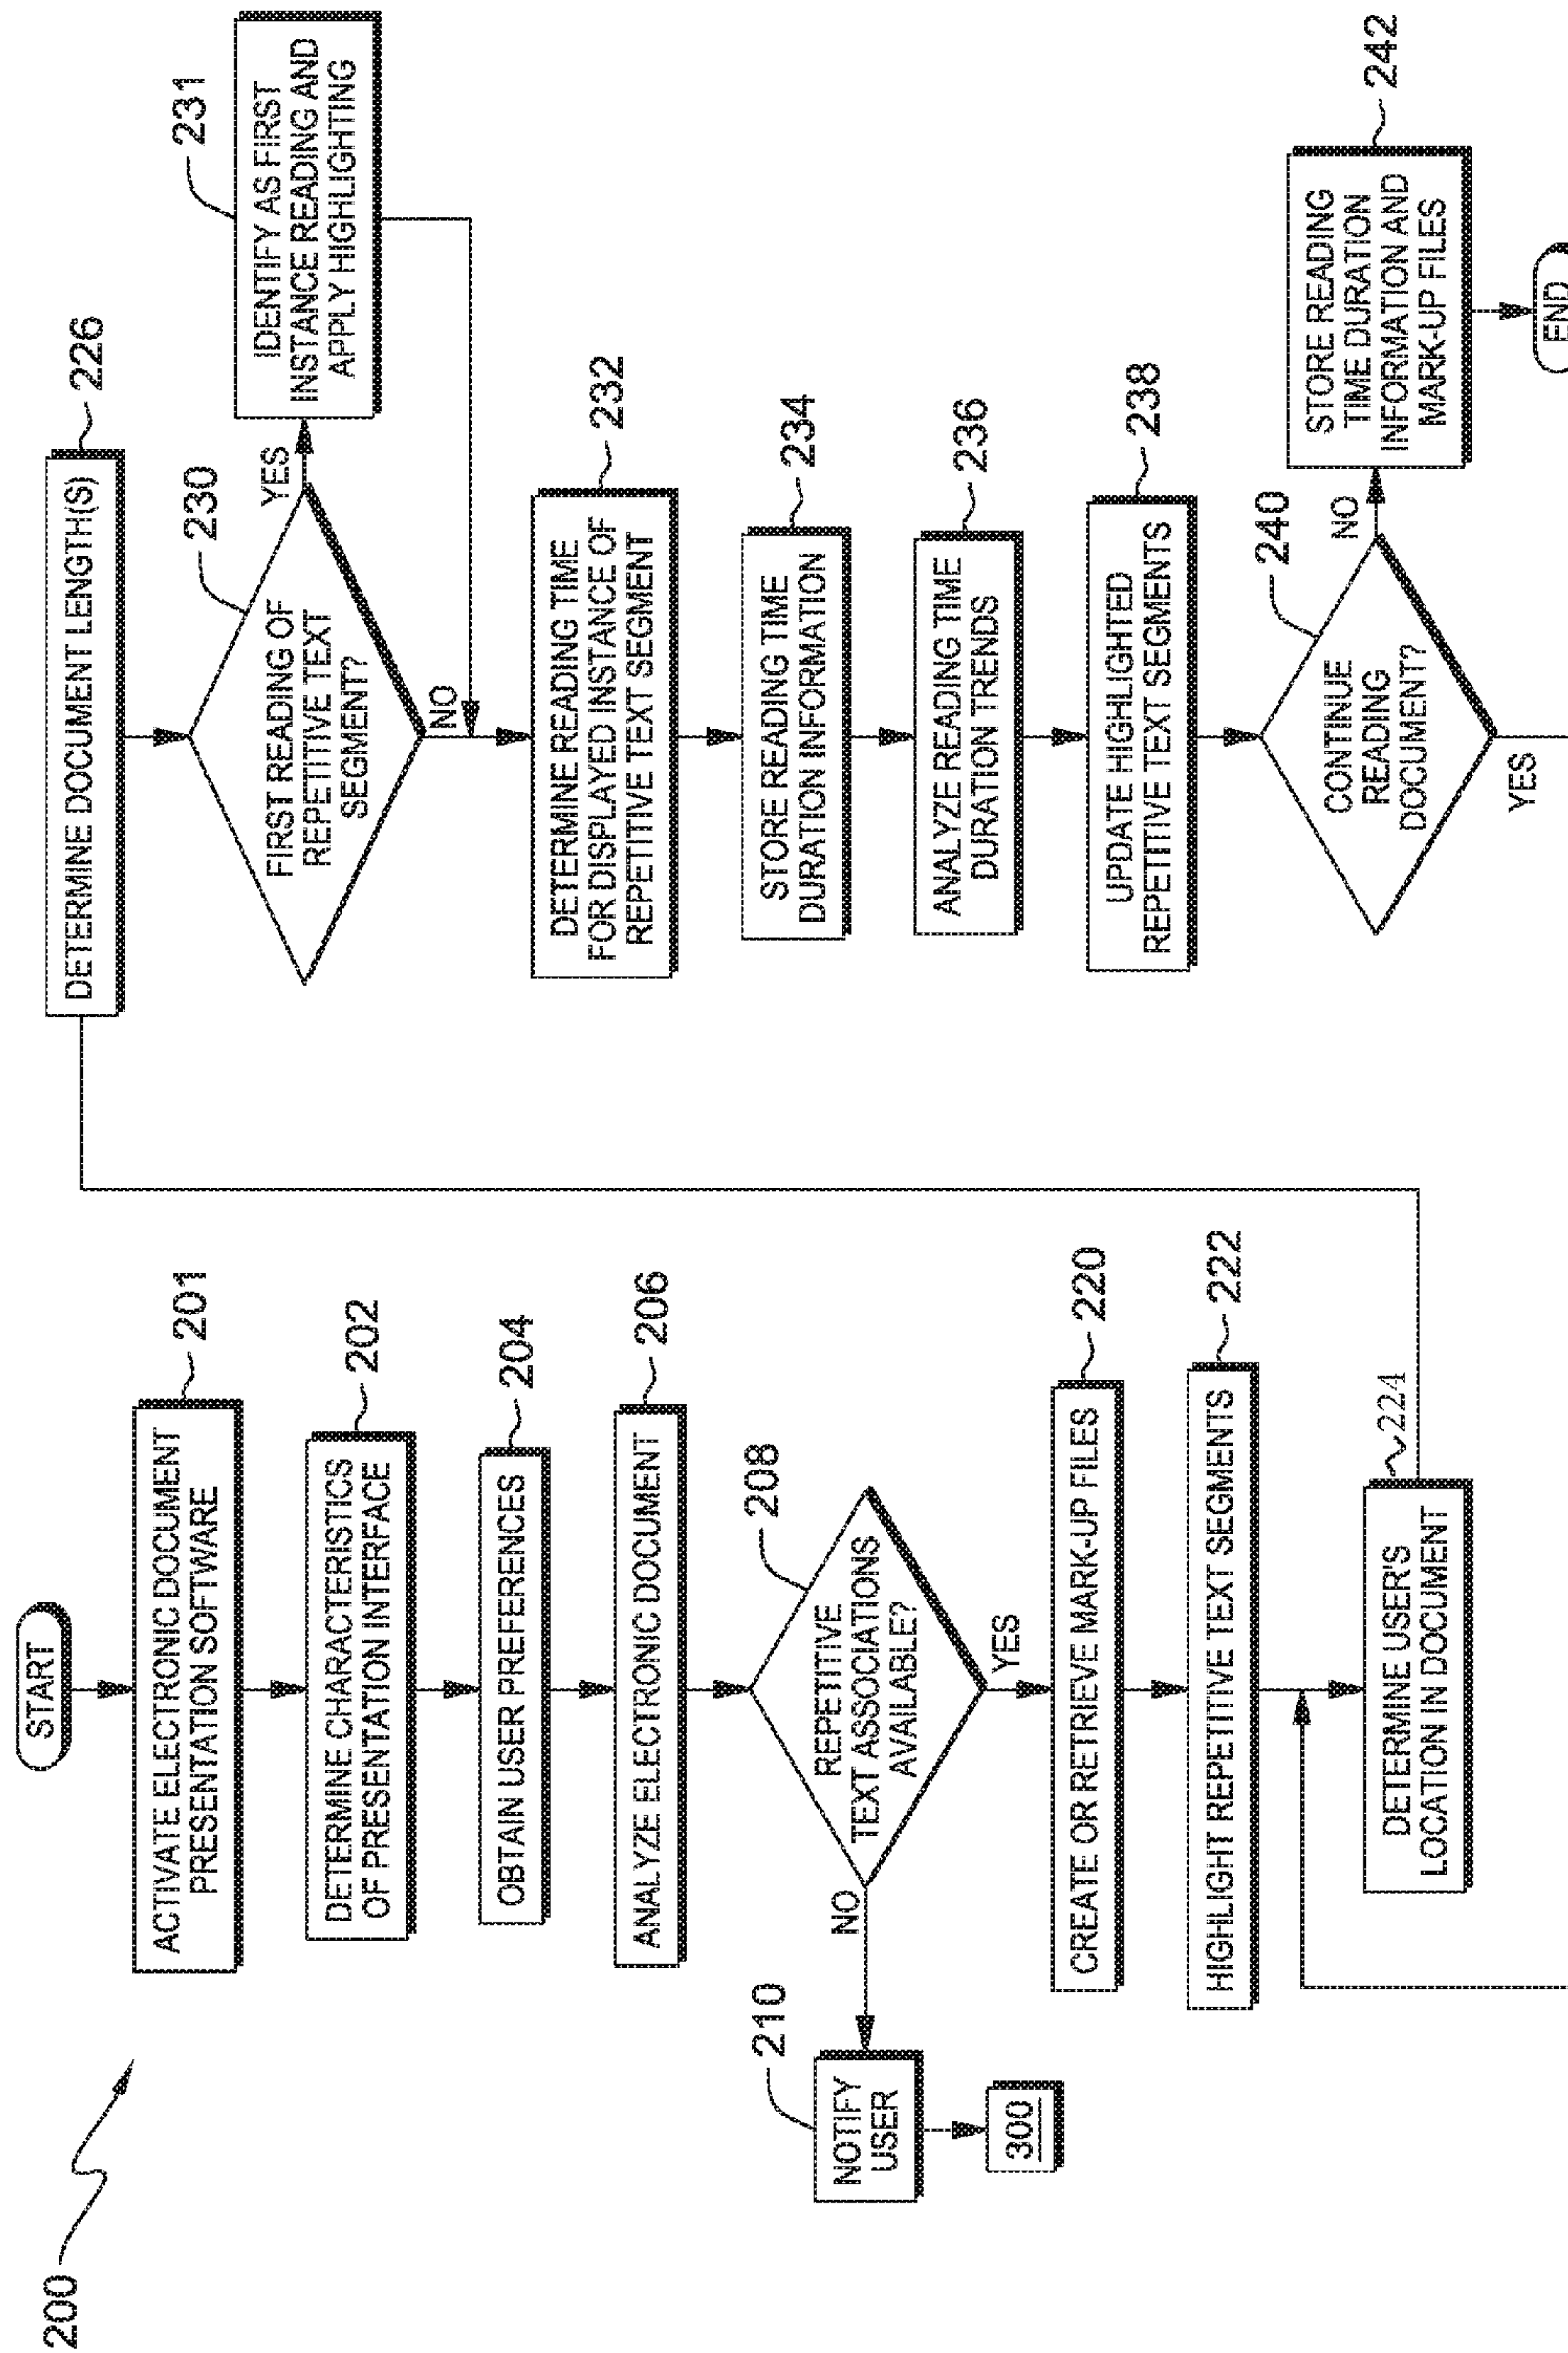 200
START
ACTIVATE ELECTRONIC DOCUMENT
PRESENTATION SOFTWARE
201
DETERMINE CHARACTERISTICS
OF PRESENTATION INTERFACE
202
OBTAIN USER PREFERENCES
204
ANALYZE ELECTRONIC DOCUMENT
206
REPETITIVE
TEXT ASSOCIATIONS
AVAILABLE?
208
NO
YES
210
NOTIFY
USER
300
CREATE OR RETRIEVE MARK-UP FILES
220
HIGHLIGHT REPETITIVE TEXT SEGMENTS
222
DETERMINE USER'S
LOCATION IN DOCUMENT
224
DETERMINE DOCUMENT LENGTH(S)
226
FIRST READING OF
REPETITIVE TEXT
SEGMENT?
230
YES
NO
231
IDENTIFY AS FIRST
INSTANCE READING AND
APPLY HIGHLIGHTING
DETERMINE READING TIME
FOR DISPLAYED INSTANCE OF
REPETITIVE TEXT SEGMENT
232
STORE READING TIME
DURATION INFORMATION
234
ANALYZE READING TIME
DURATION TRENDS
236
UPDATE HIGHLIGHTED
REPETITIVE TEXT SEGMENTS
238
CONTINUE
READING
DOCUMENT?
240
NO
YES
STORE READING
TIME DURATION
INFORMATION AND
MARK-UP FILES
242
END